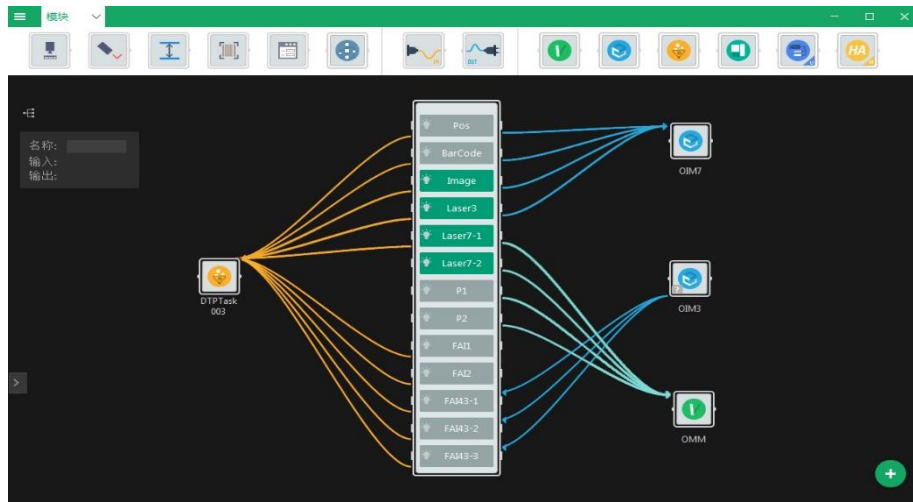 模块
OUT
HA
名称:
输入:
输出:
DTPTask
003
Pos
BarCode
Image
Laser3
Laser7-1
Laser7-2
P1
P2
FAI1
FAI2
FAI43-1
FAI43-2
FAI43-3
OIM7
?
OIM3
V
OMM